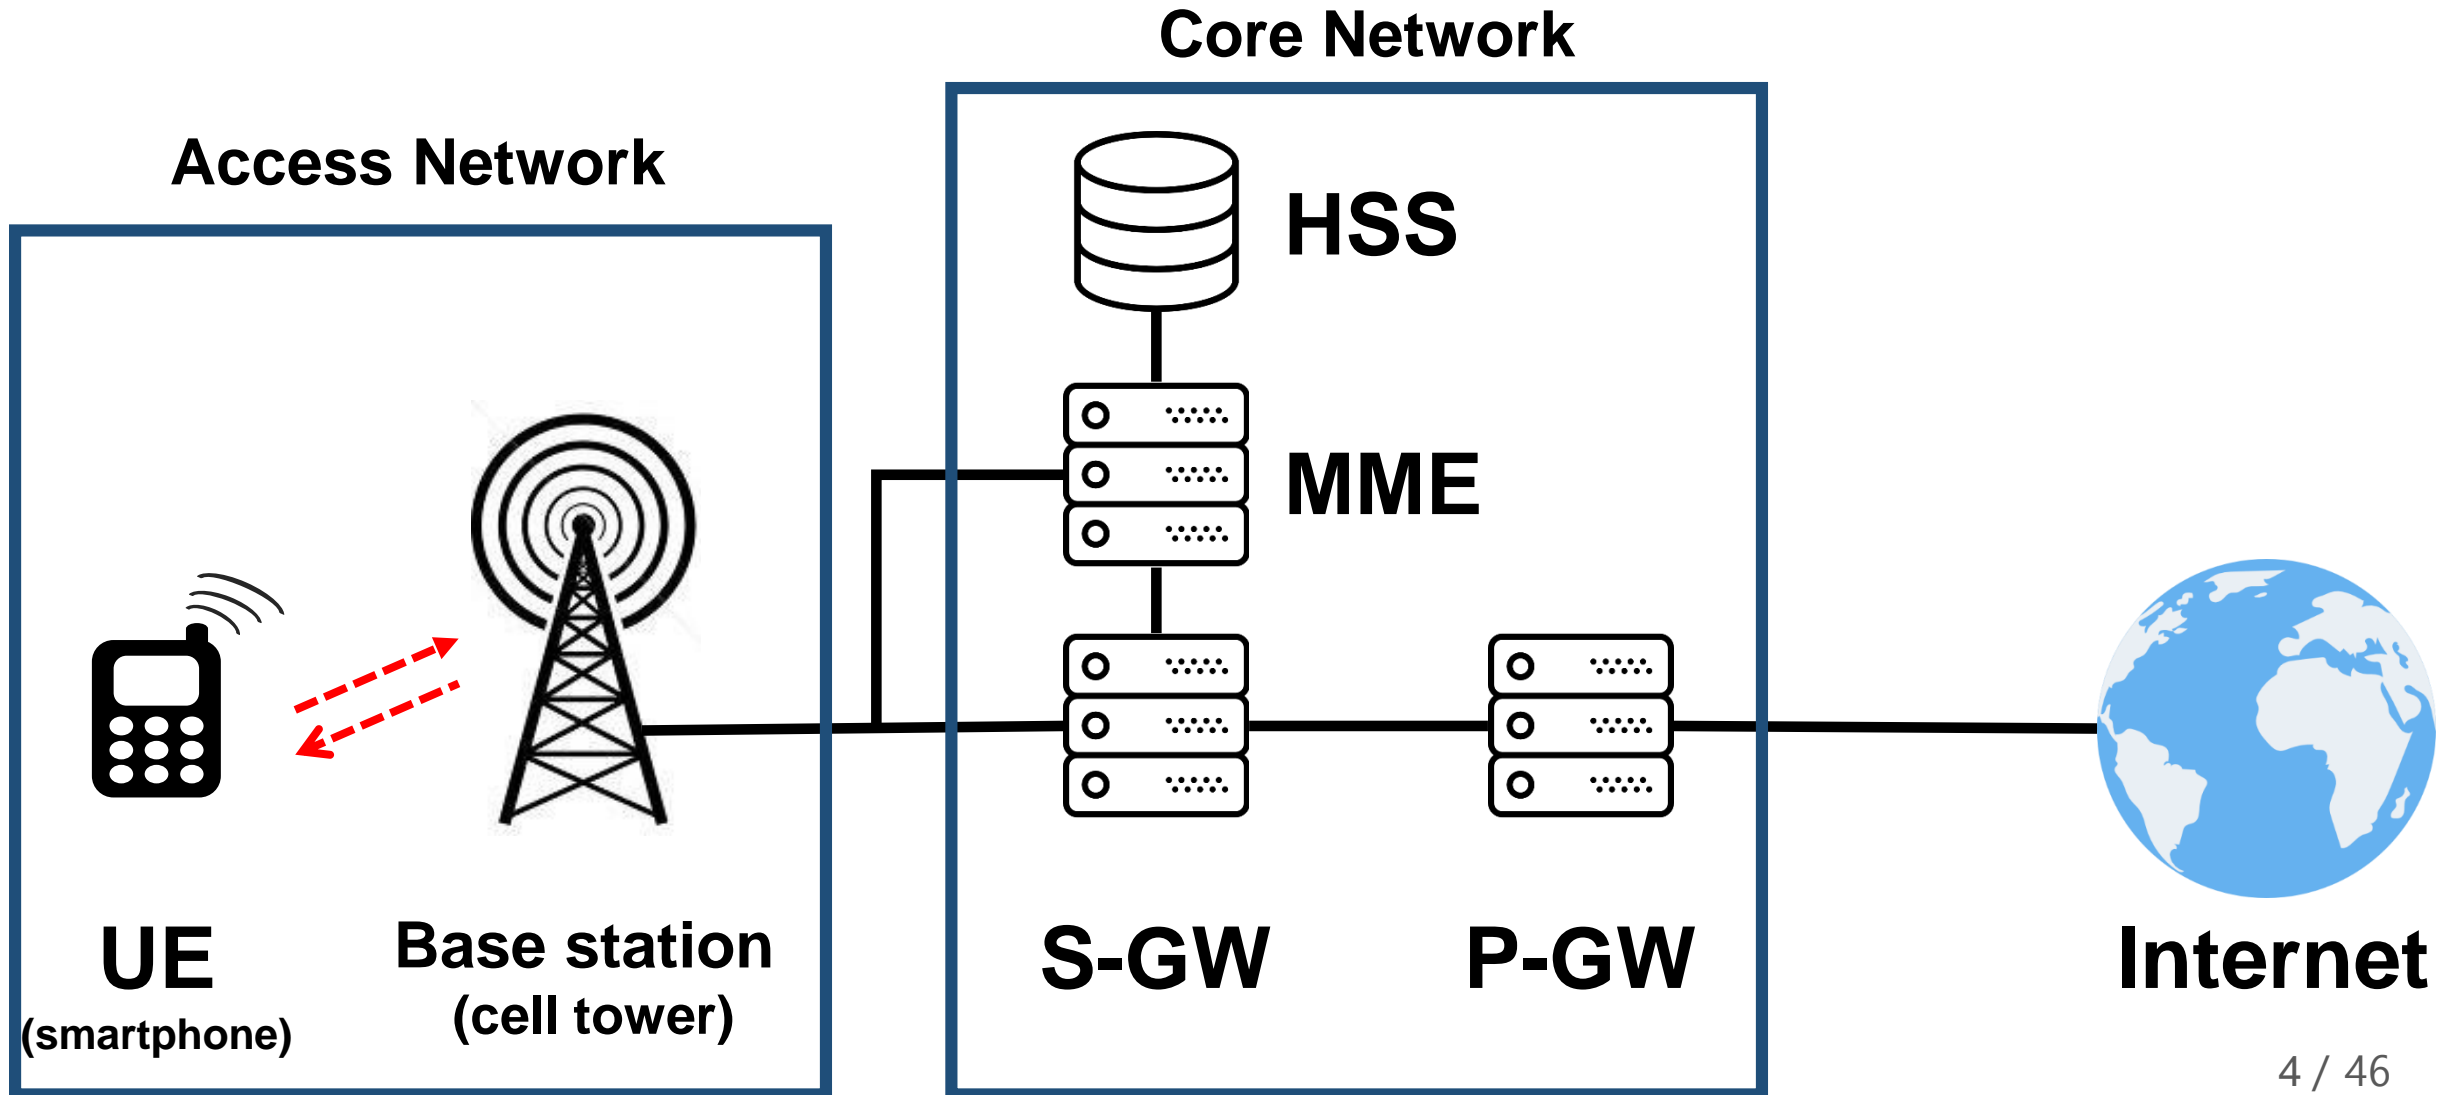 Core Network
Access Network
HSS
MME
UE
(smartphone)
Base station
(cell tower)
S-GW
P-GW
Internet
4 / 46